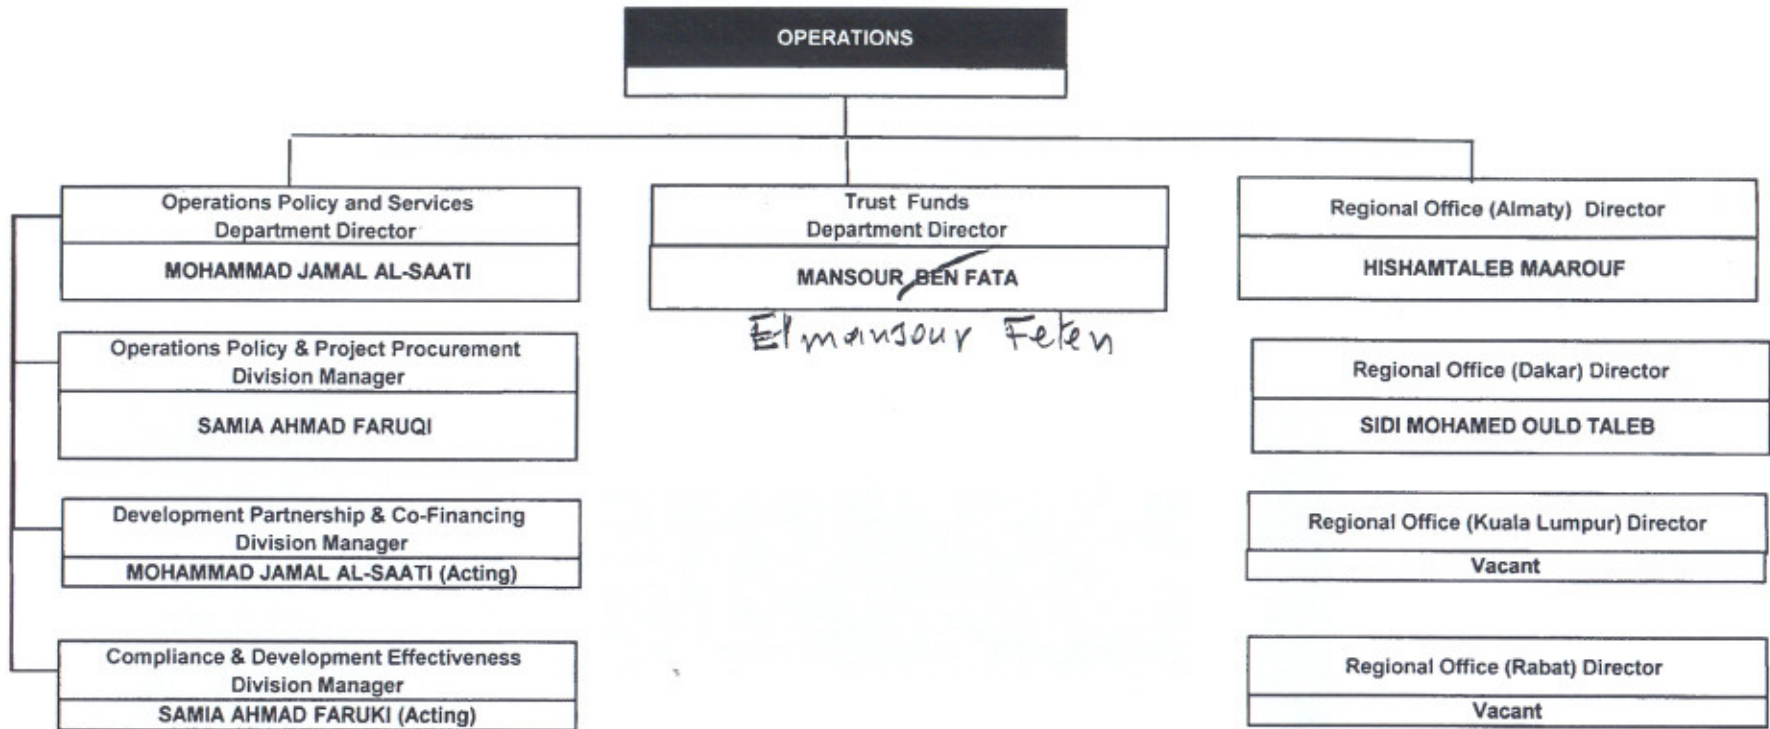 OPERATIONS
Operations Policy and Services
Department Director
MOHAMMAD JAMAL AL-SAATI
Operations Policy & Project Procurement
Division Manager
SAMIA AHMAD FARUQI
Development Partnership & Co-Financing
Division Manager
MOHAMMAD JAMAL AL-SAATI (Acting)
Compliance & Development Effectiveness
Division Manager
SAMIA AHMAD FARUKI (Acting)
Trust Funds
Department Director
MANSOUR BEN FATA
Elmansour Feten
Regional Office (Almaty) Director
HISHAMTALEB MAAROUF
Regional Office (Dakar) Director
SIDI MOHAMED OULD TALEB
Regional Office (Kuala Lumpur) Director
Vacant
Regional Office (Rabat) Director
Vacant